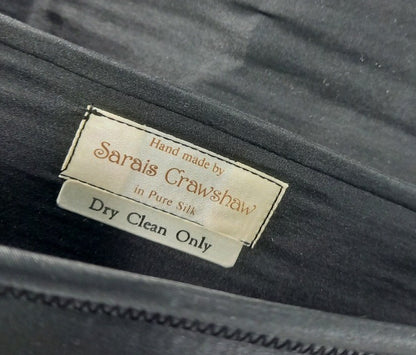 Hand made by
Sarais Crawshaw
in Pure Silk
Dry Clean Only